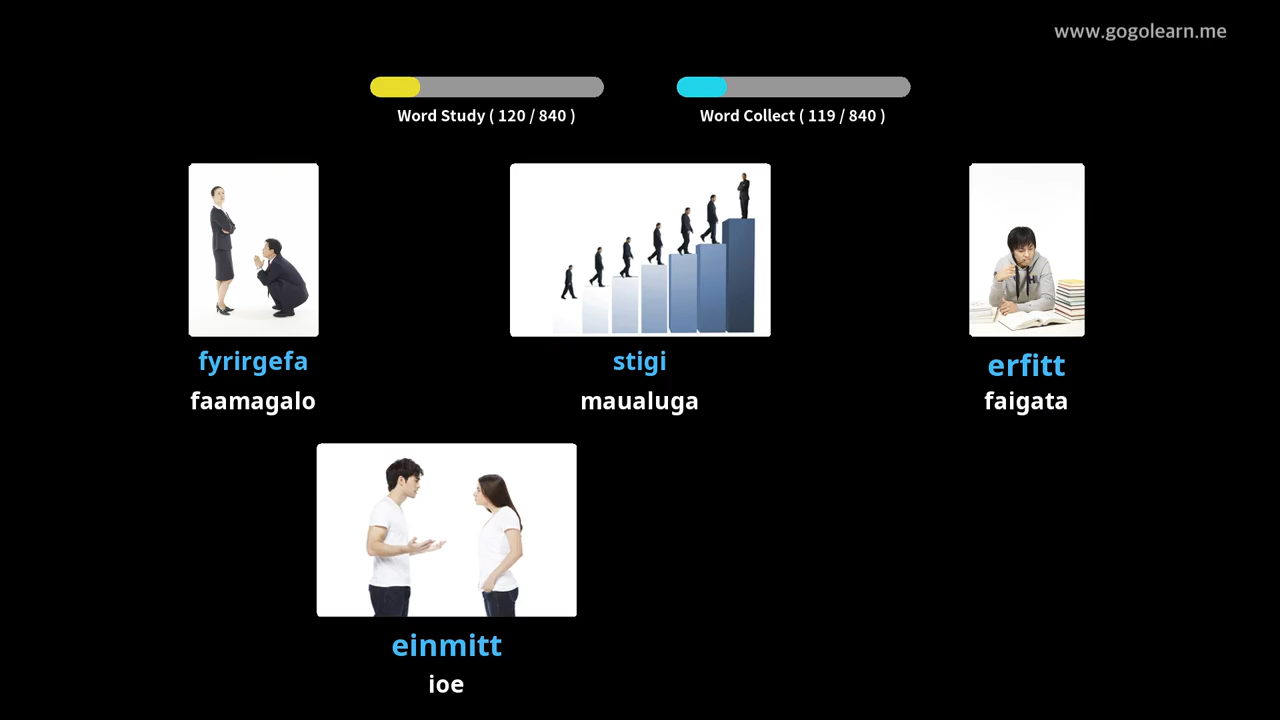 www.gogolearn.me
Word Study ( 120 / 840 )
Word Collect ( 119 / 840 )
fyrirgefa
faamagalo
stigi
maualuga
erfitt
faigata
einmitt
ioe